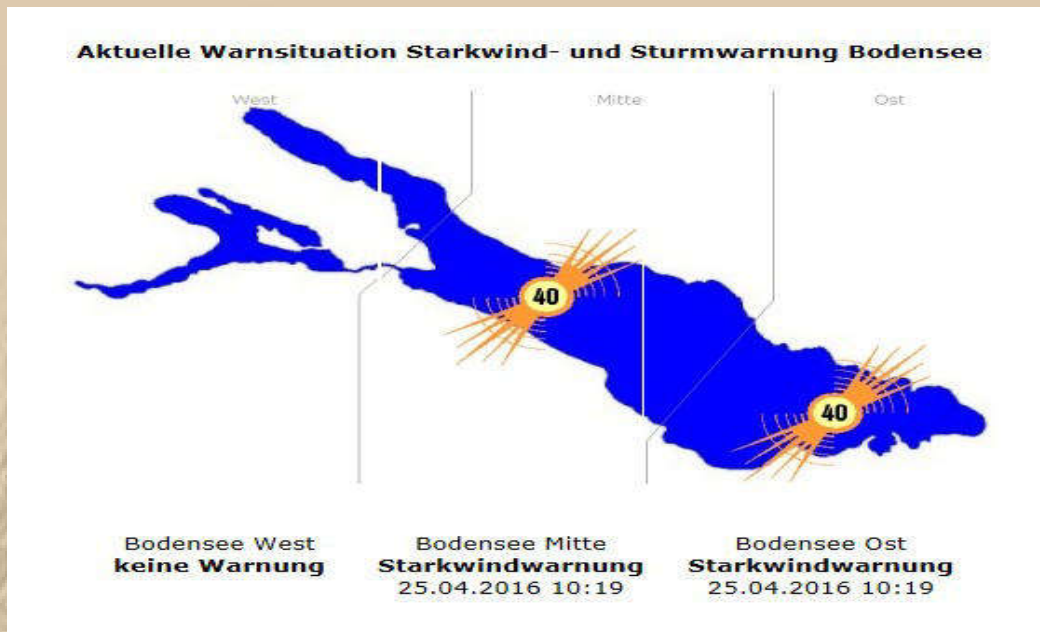 Aktuelle Warnsituation Starkwind- und Sturmwarnung Bodensee
West
Mitte
Ost
40
40
Bodensee West
keine Warnung
Bodensee Mitte
Starkwindwarnung
25.04.2016 10:19
Bodensee Ost
Starkwindwarnung
25.04.2016 10:19